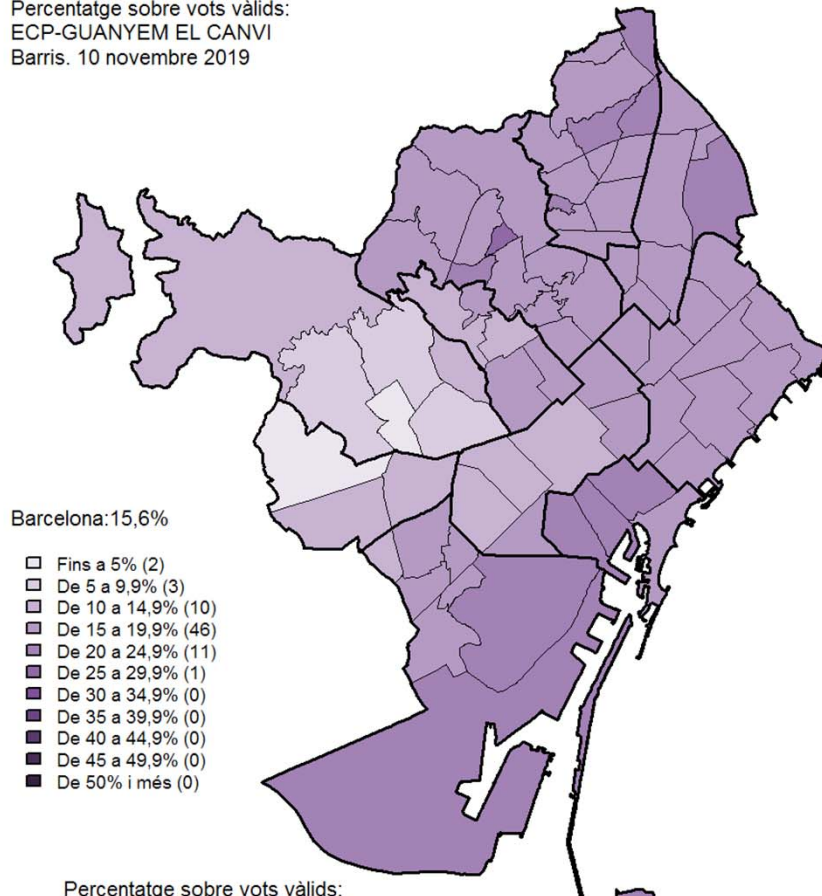 Percentatge sobre vots vàlids:
ECP-GUANYEM EL CANVI
Barris. 10 novembre 2019
Barcelona:15,6%
Fins a 5% (2)
De 5 a 9,9% (3)
De 10 a 14,9% (10)
De 15 a 19,9% (46)
De 20 a 24,9% (11)
De 25 a 29,9% (1)
De 30 a 34,9% (0)
De 35 a 39,9% (0)
De 40 a 44,9% (0)
De 45 a 49,9% (0)
De 50% i més (0)
Percentatge sobre vots vàlids: